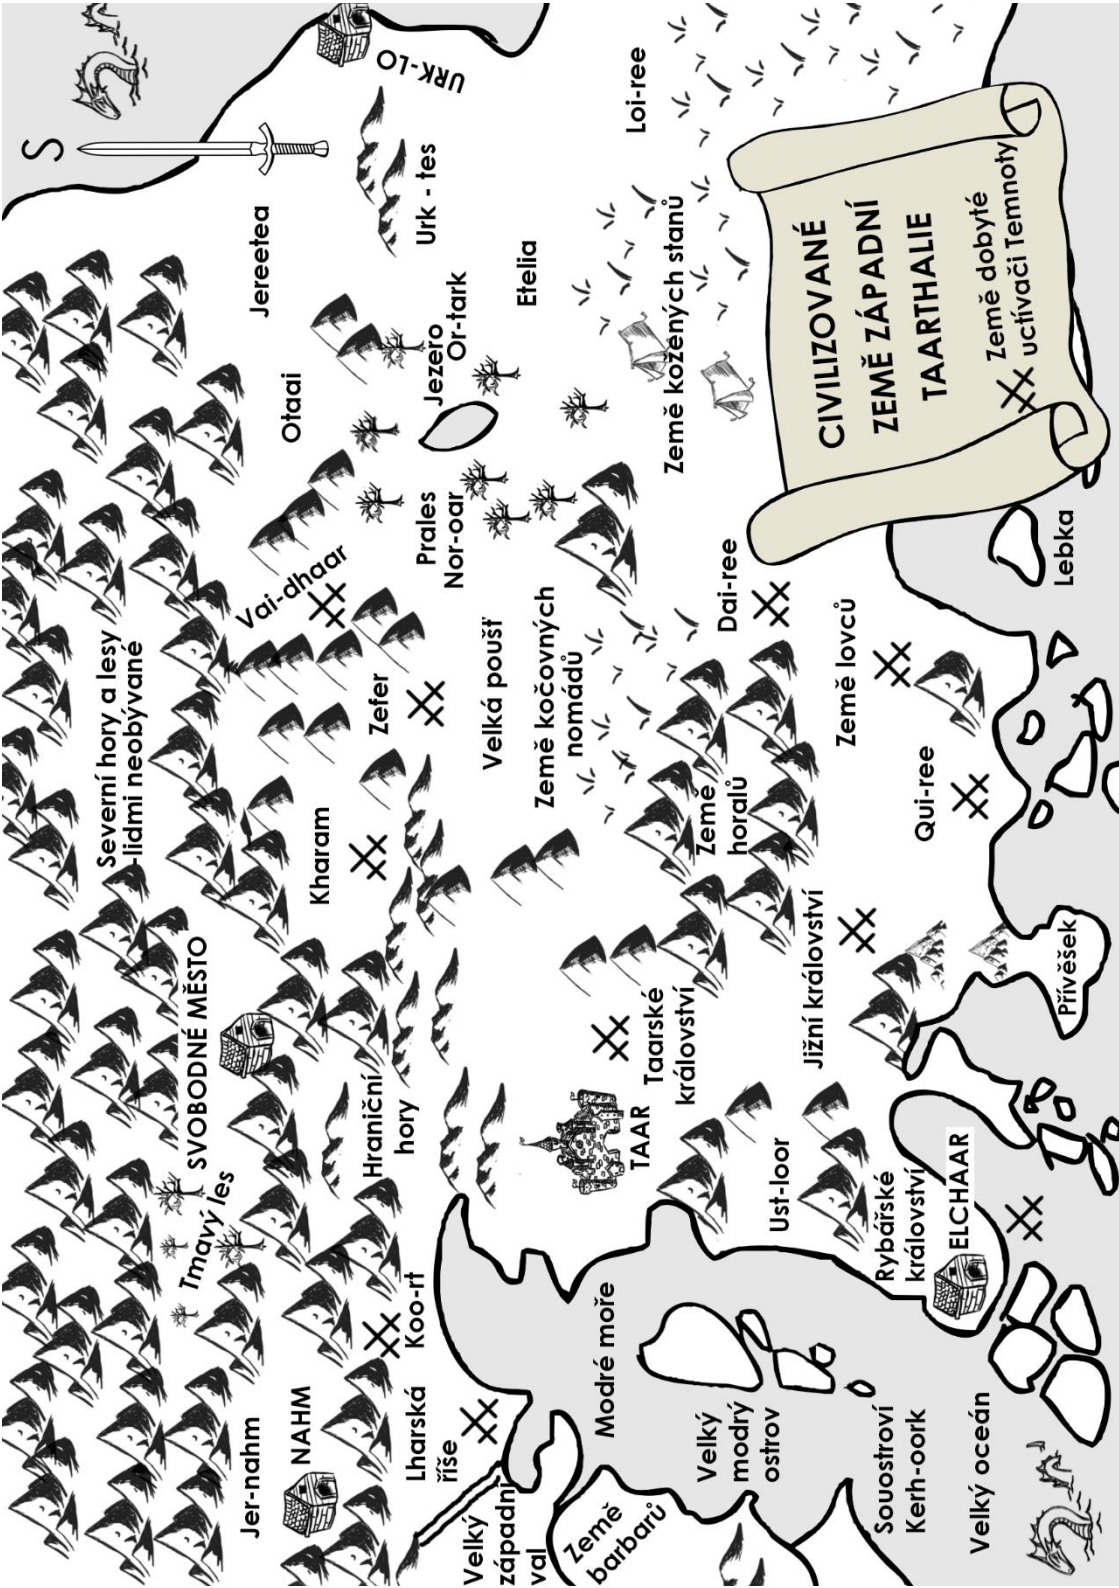 S
Severní hory a lesy
-lidmi neobývané
SVOBODNÉ MĚSTO
Tmavý les
Jer-nahm
NAHM
Vai-dhaar
Otaai
Jereetea
URK-LO
Kharam
Hraniční
hory
Koo-rt
Lharská
říše
Velký
západní
val
Zefer
Prales
Nor-oar
Jezero
Or-tark
Urk - tes
Etelia
Velká poušť
Země kočovných
nomádů
Země
barbarů
Modré moře
TAAR
Taarské
království
Země kožených stanů
Loi-ree
Velký
modrý
ostrov
Ust-loor
Země
horalů
Dai-ree
Jižní království
Země lovců
CIVILIZOVANÉ
ZEMĚ ZÁPADNÍ
TAARTHALIE
Země dobyté
uctívači Temnoty
Souostroví
Kerh-oork
Rybářské
království
ELCHAAR
Qui-ree
Velký oceán
Přívěšek
Lebka